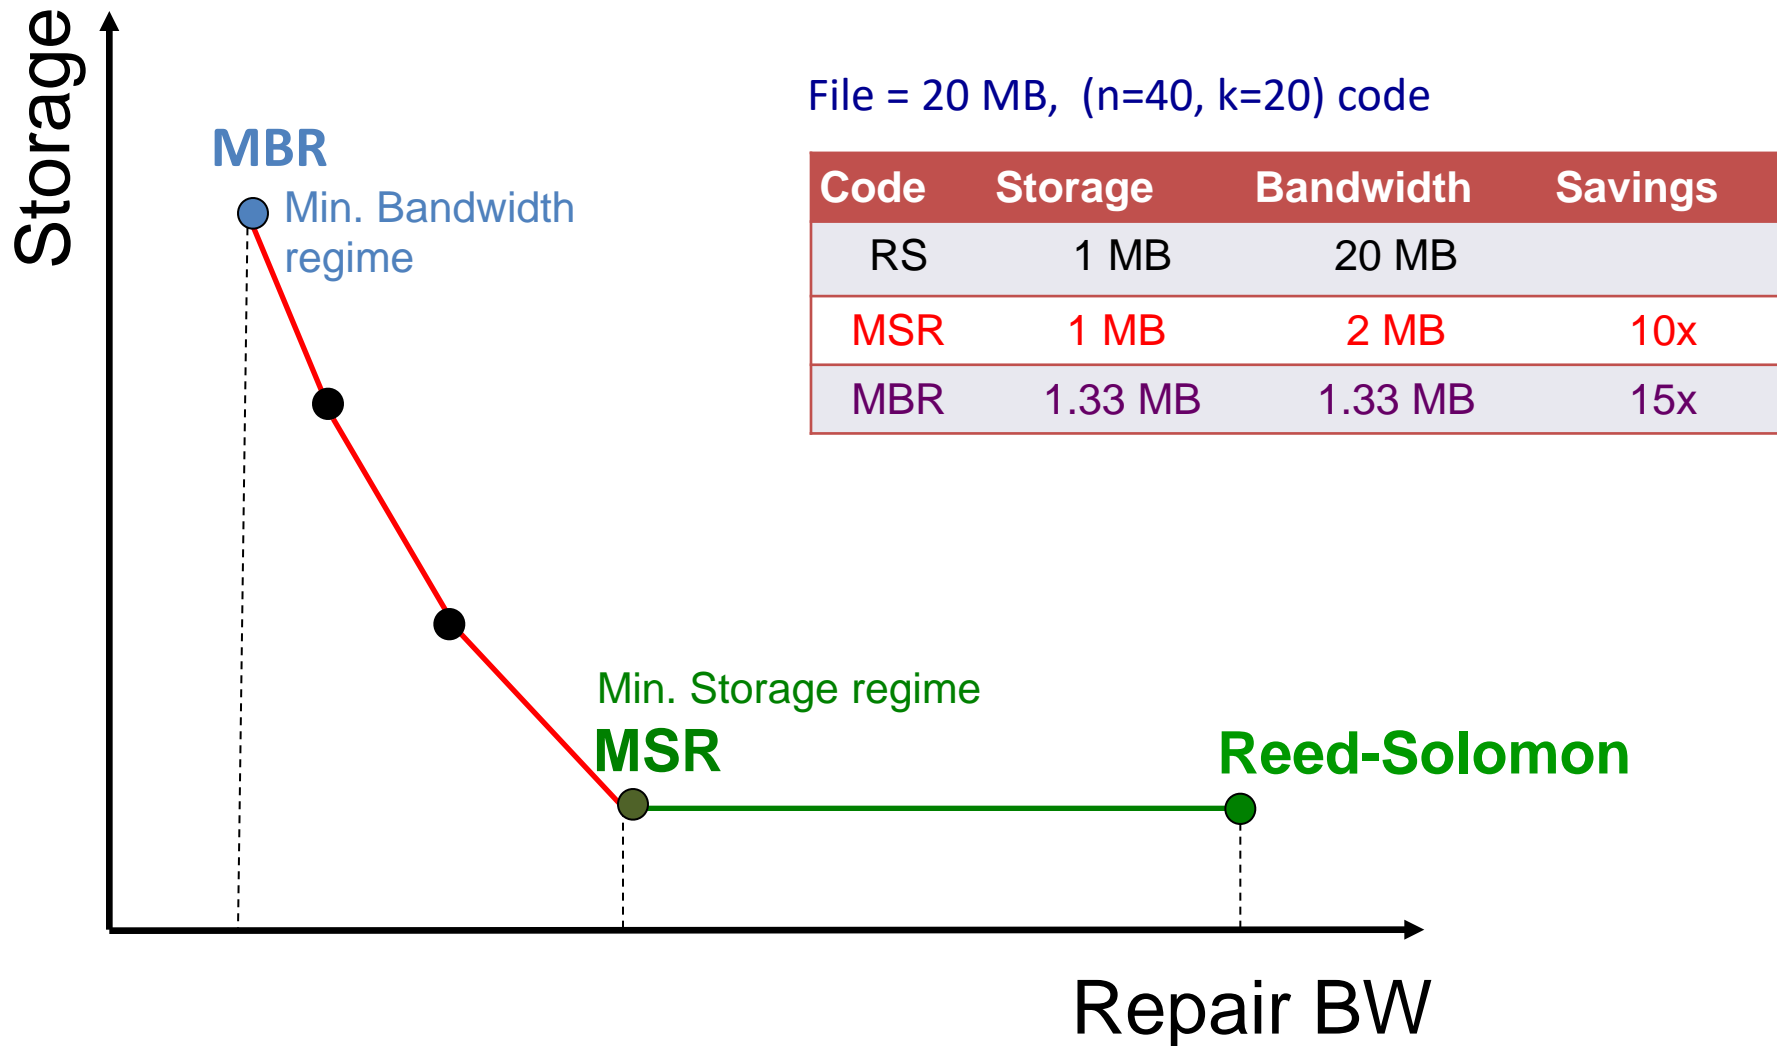 Storage
File = 20 MB, (n=40, k=20) code
MBR
Min. Bandwidth
regime
Code Storage Bandwidth Savings
RS 1 MB 20 MB
MSR 1 MB 2 MB 10x
MBR 1.33 MB 1.33 MB 15x
Min. Storage regime
MSR
Reed-Solomon
Repair BW